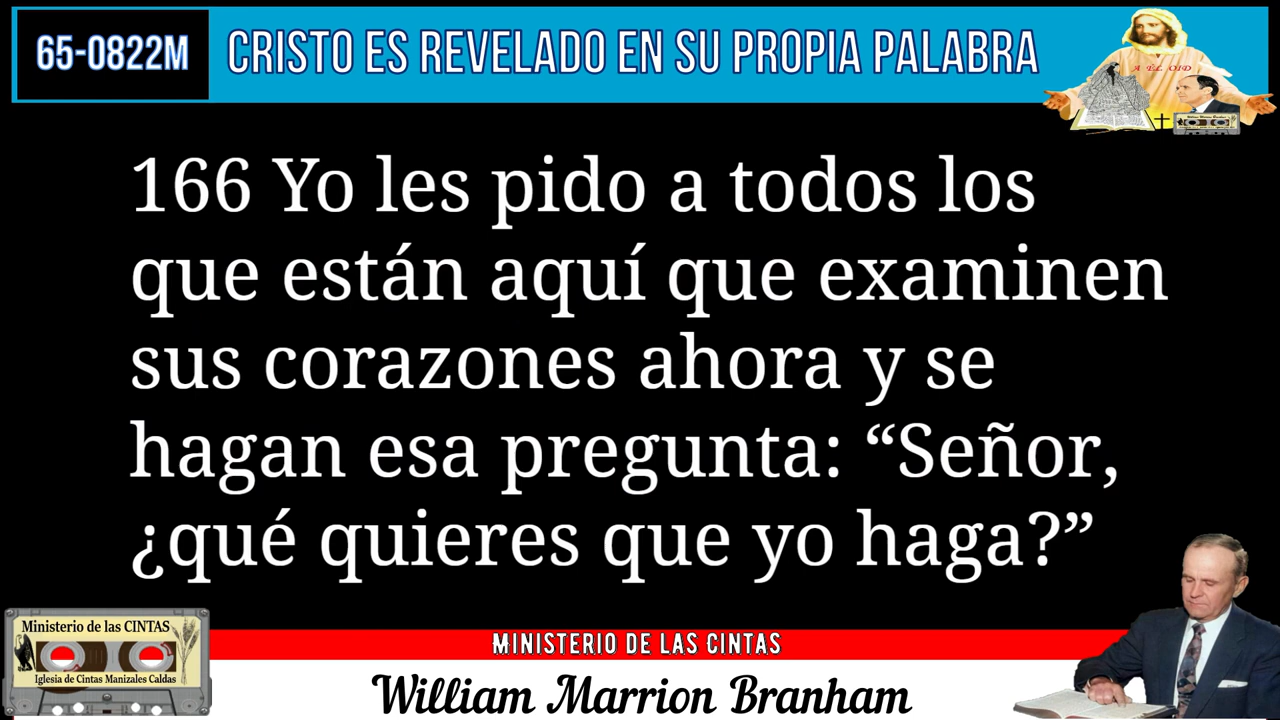 65-0822M
CRISTO ES REVELADO EN SU PROPIA PALABRA
A ÉL OID
166 Yo les pido a todos los
que están aquí que examinen
sus corazones ahora y se
hagan esa pregunta: “Señor,
¿qué quieres que yo haga?”
Ministerio de las CINTAS
Iglesia de Cintas Manizales Caldas
MINISTERIO DE LAS CINTAS
William Marrion Branham